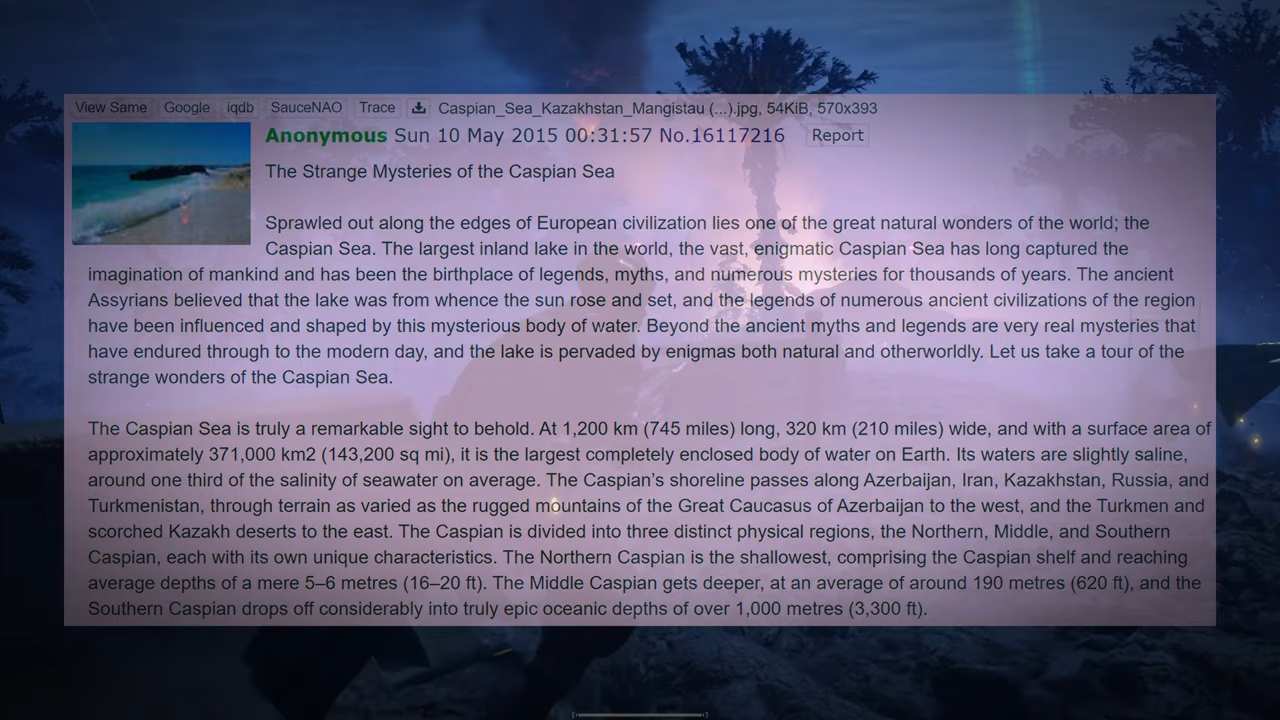 View Same Google iqdb SauceNAO Trace Caspian_Sea_Kazakhstan_Mangistau (...).jpg, 54KiB, 570x393
Anonymous Sun 10 May 2015 00:31:57 No.16117216 Report
The Strange Mysteries of the Caspian Sea
Sprawled out along the edges of European civilization lies one of the great natural wonders of the world; the
Caspian Sea. The largest inland lake in the world, the vast, enigmatic Caspian Sea has long captured the
imagination of mankind and has been the birthplace of legends, myths, and numerous mysteries for thousands of years. The ancient
Assyrians believed that the lake was from whence the sun rose and set, and the legends of numerous ancient civilizations of the region
have been influenced and shaped by this mysterious body of water. Beyond the ancient myths and legends are very real mysteries that
have endured through to the modern day, and the lake is pervaded by enigmas both natural and otherworldly. Let us take a tour of the
strange wonders of the Caspian Sea.
The Caspian Sea is truly a remarkable sight to behold. At 1,200 km (745 miles) long, 320 km (210 miles) wide, and with a surface area of
approximately 371,000 km2 (143,200 sq mi), it is the largest completely enclosed body of water on Earth. Its waters are slightly saline,
around one third of the salinity of seawater on average. The Caspian’s shoreline passes along Azerbaijan, Iran, Kazakhstan, Russia, and
Turkmenistan, through terrain as varied as the rugged mountains of the Great Caucasus of Azerbaijan to the west, and the Turkmen and
scorched Kazakh deserts to the east. The Caspian is divided into three distinct physical regions, the Northern, Middle, and Southern
Caspian, each with its own unique characteristics. The Northern Caspian is the shallowest, comprising the Caspian shelf and reaching
average depths of a mere 5–6 metres (16–20 ft). The Middle Caspian gets deeper, at an average of around 190 metres (620 ft), and the
Southern Caspian drops off considerably into truly epic oceanic depths of over 1,000 metres (3,300 ft).